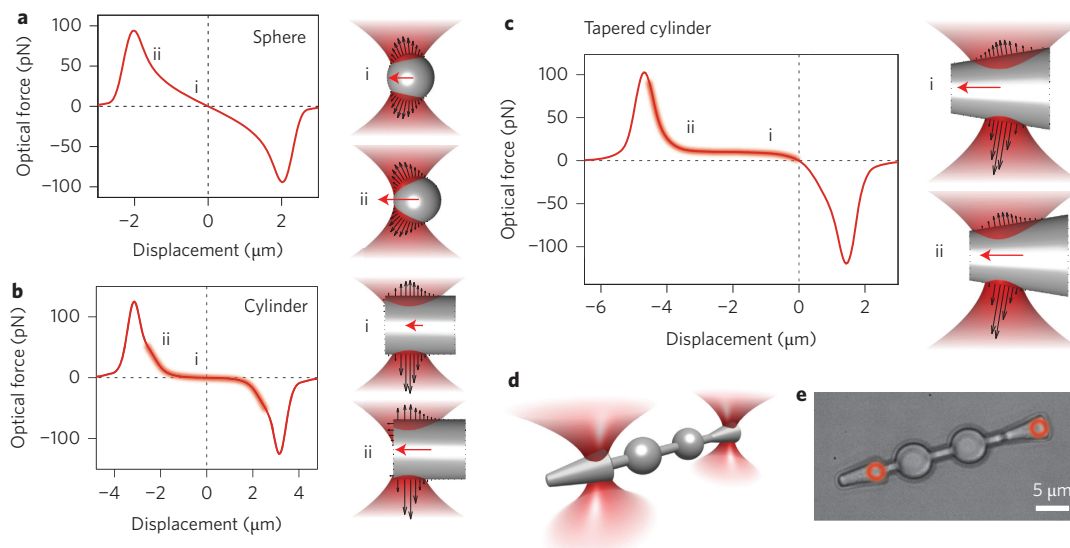 a
Sphere
Optical force (pN)
100
50
0
−50
−100
ii
i
−2
0
2
Displacement (μm)
i
ii
b
Cylinder
Optical force (pN)
100
0
−100
ii
i
−4
−2
0
2
4
Displacement (μm)
i
ii
c
Tapered cylinder
Optical force (pN)
100
50
0
−50
−100
ii
i
−6
−4
−2
0
2
Displacement (μm)
i
ii
d
e
5 μm